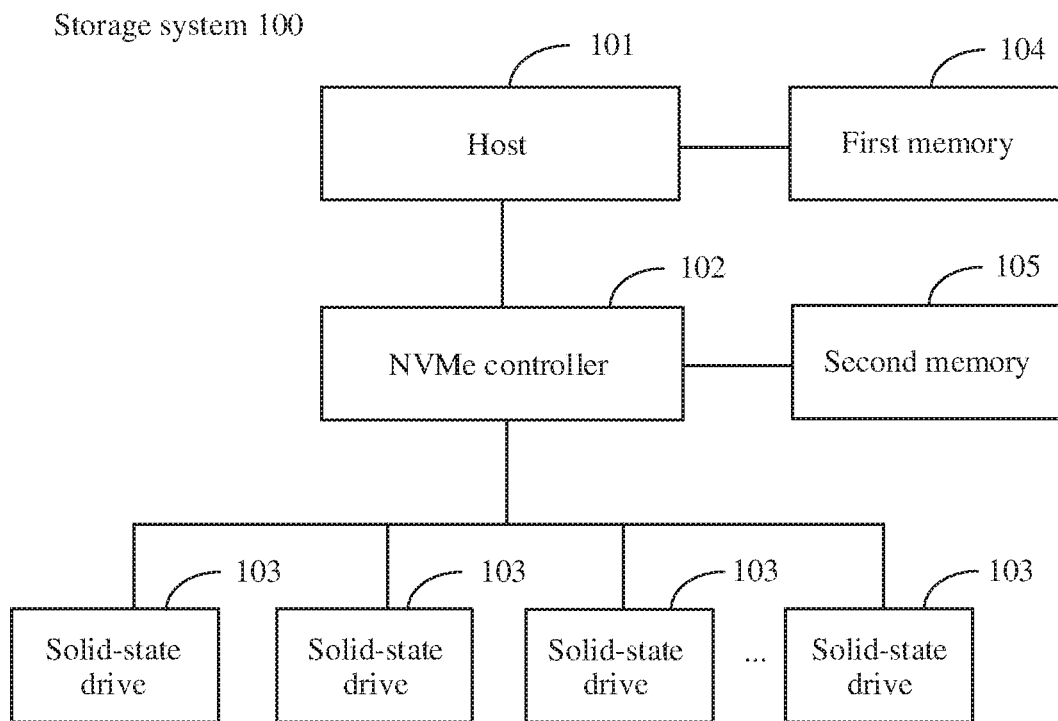 Storage system 100
101
104
Host
First memory
102
105
NVMe controller
Second memory
103
103
103
103
Solid-state
drive
Solid-state
drive
Solid-state
drive
...
Solid-state
drive